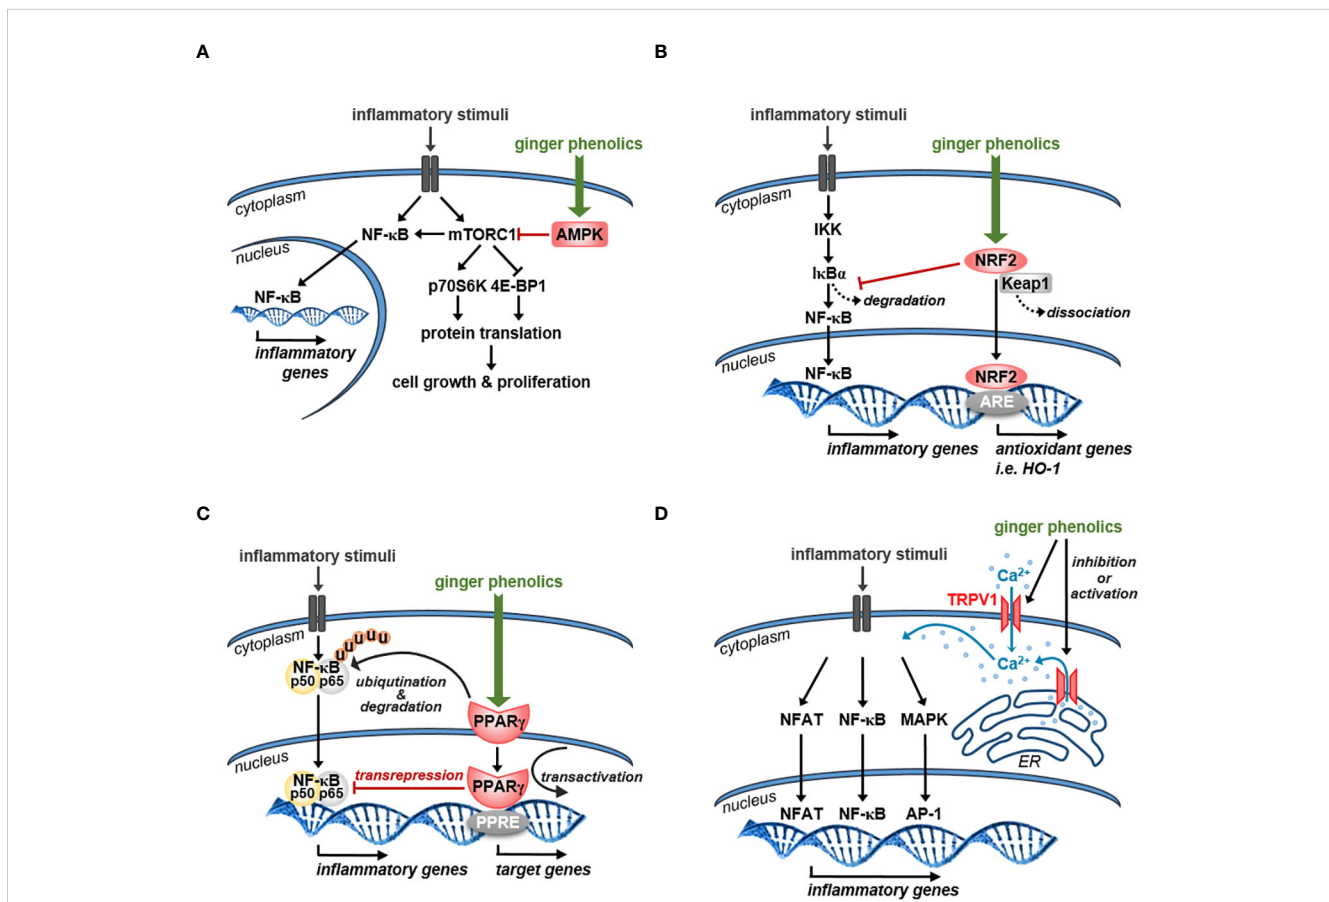 A
inflammatory stimuli
ginger phenolics
cytoplasm
NF-κB
mTORC1
AMPK
nucleus
p70S6K
4E-BP1
NF-κB
protein translation
inflammatory
genes
cell growth & proliferation
B
inflammatory stimuli
ginger phenolics
cytoplasm
IKK
NRF2
IκBα
Keap1
degradation
dissociation
NF-κB
nucleus
NF-κB
NRF2
ARE
inflammatory genes
antioxidant genes
i.e. HO-1
C
inflammatory stimuli
ginger phenolics
cytoplasm
uuuuu
NF-κB
p50 p65
ubiqutination
&
degradation
PPARγ
nucleus
NF-κB
p50 p65
transrepression
PPARγ
transactivation
PPRE
inflammatory genes
target genes
D
ginger phenolics
inflammatory stimuli
inhibition
or
activation
Ca2+
TRPV1
cytoplasm
Ca2+
NFAT
NF-κB
MAPK
ER
nucleus
NFAT
NF-κB
AP-1
inflammatory genes